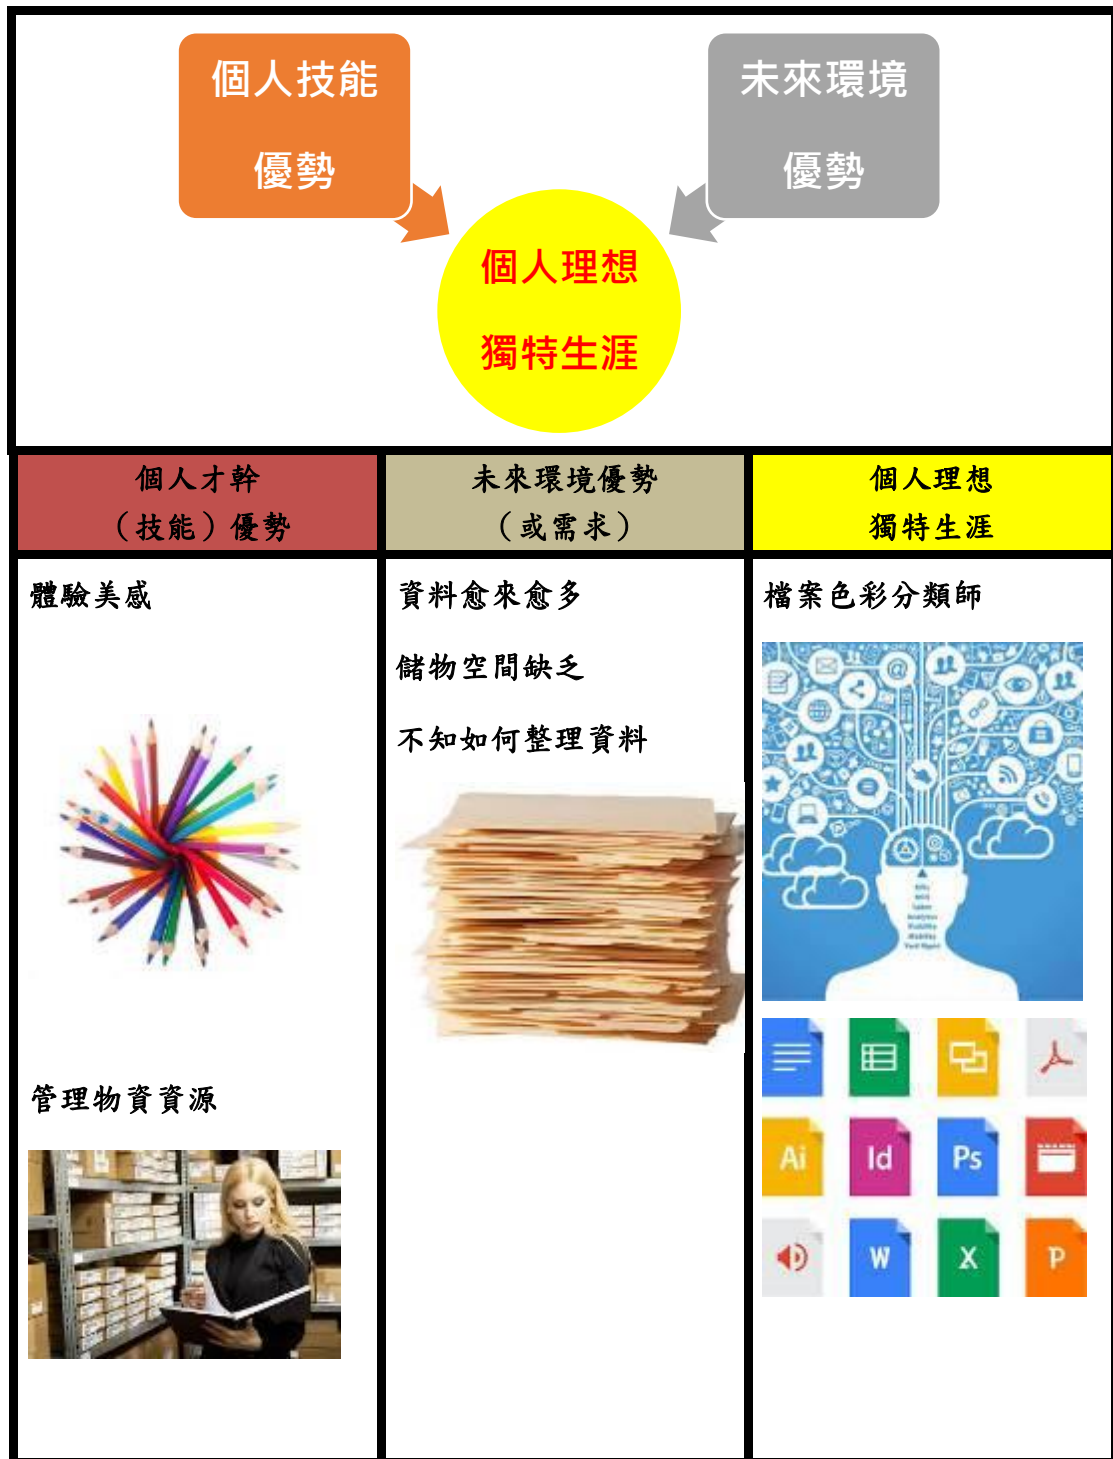 個人技能
優勢
未來環境
優勢
個人理想
獨特生涯
個人才幹
（技能）優勢
未來環境優勢
（或需求）
個人理想
獨特生涯
體驗美感
管理物資資源
資料愈來愈多
儲物空間缺乏
不知如何整理資料
檔案色彩分類師
@
Ai
Id
Ps
W
X
P